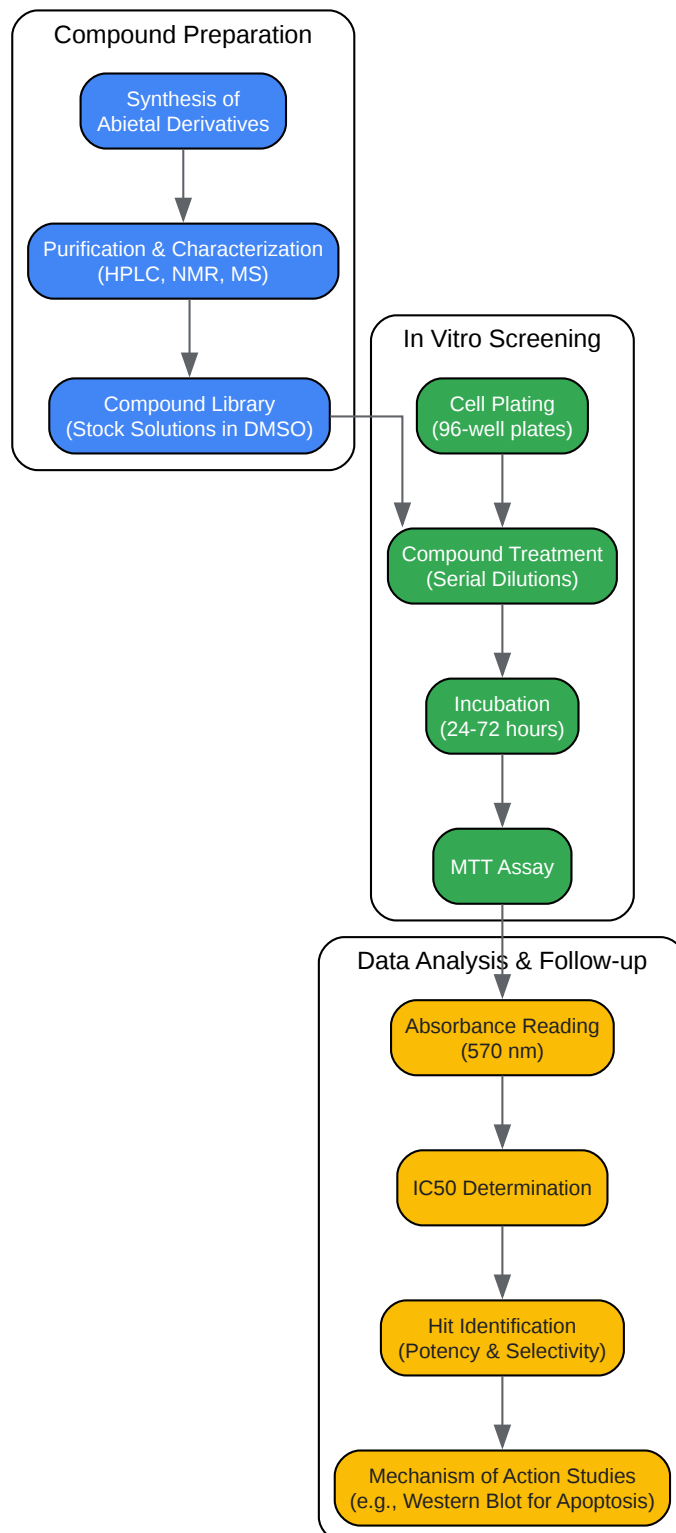 Compound Preparation
Synthesis of
Abietal Derivatives
Purification & Characterization
(HPLC, NMR, MS)
Compound Library
(Stock Solutions in DMSO)
In Vitro Screening
Cell Plating
(96-well plates)
Compound Treatment
(Serial Dilutions)
Incubation
(24-72 hours)
MTT Assay
Data Analysis & Follow-up
Absorbance Reading
(570 nm)
IC50 Determination
Hit Identification
(Potency & Selectivity)
Mechanism of Action Studies
(e.g., Western Blot for Apoptosis)